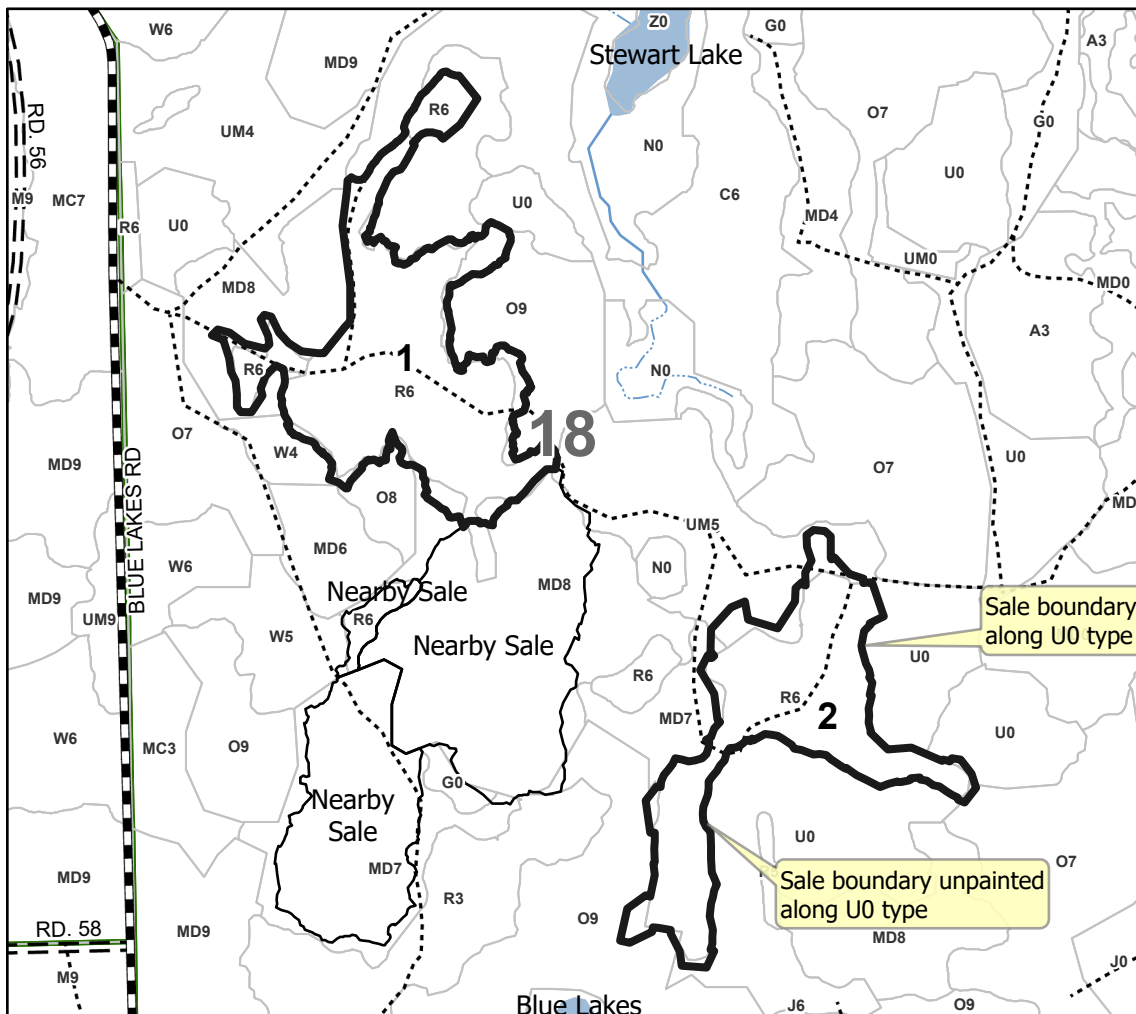 Z0
W6
G0
Stewart Lake
A3
MD9
R6
O7
G0
RD. 56
UM4
N0
U0
M9
MC7
C6
U0
U0
MD4
R6
UM0
MD8
MD0
O9
A3
1
R6
N0
R6
18
O7
W4
MD9
O7
U0
O8
MD
UM5
MD6
W6
N0
MD8
MD9
BLUE LAKES RD
Nearby Sale
Sale boundary
along U0 type
UM9
R6
W5
Nearby Sale
U0
R6
R6
MD7
2
W6
MC3
O9
U0
G0
Nearby
Sale
U0
MD7
O7
MD9
Sale boundary unpainted
along U0 type
R3
O9
RD. 58
MD9
MD8
M9
J0
Blue Lakes
J6
O9